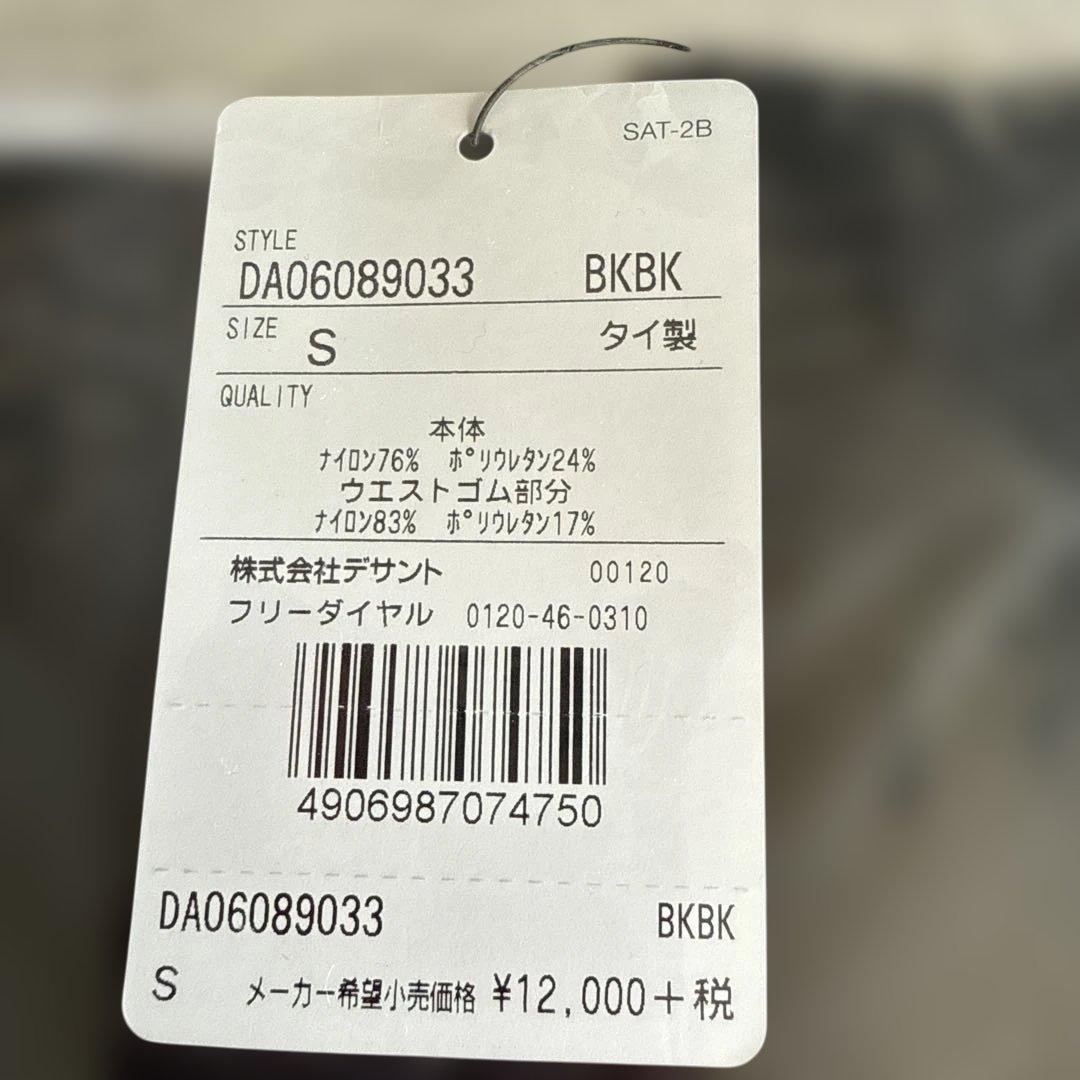 SAT-2B
STYLE
DA06089033 BKBK
SIZE S タイ製
QUALITY
本体
ナイロン76% ポリウレタン24%
ウエストゴム部分
ナイロン83% ポリウレタン17%
株式会社デサント 00120
フリーダイヤル 0120-46-0310
4906987074750
DA06089033 BKBK
S メーカー希望小売価格 ¥12,000+税